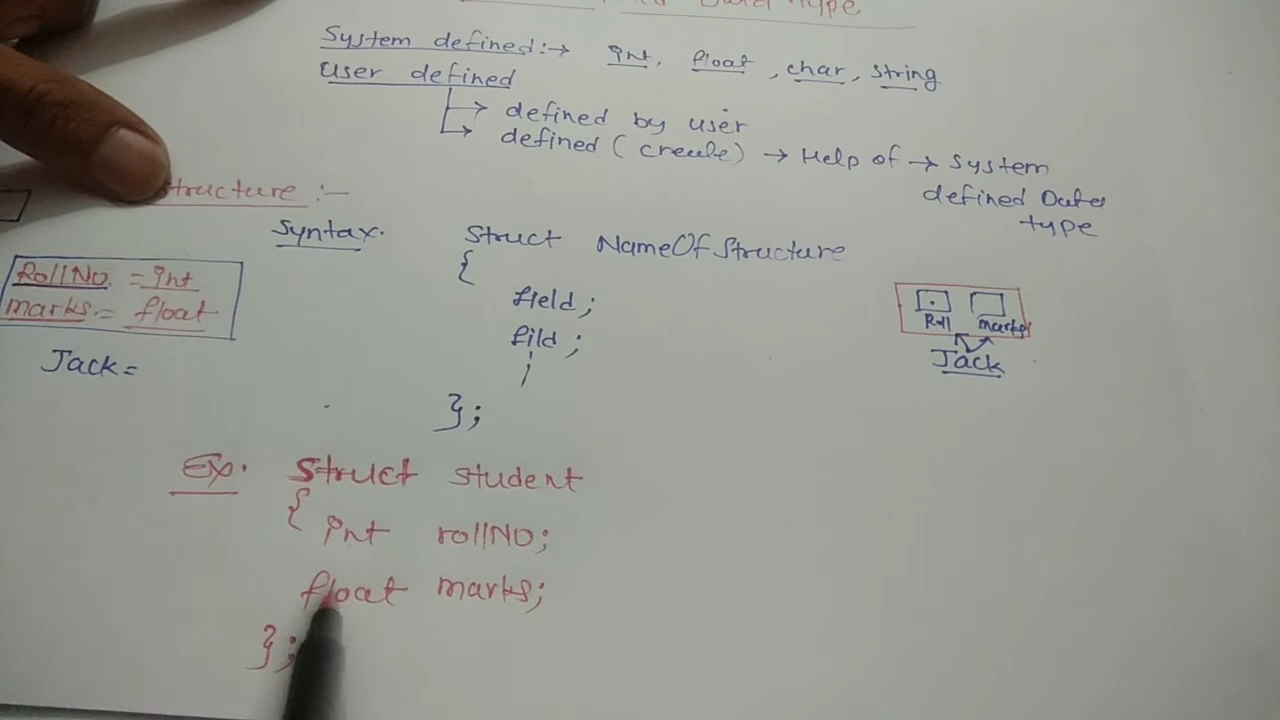 Data Type
System defined:→ int, float, char, string
User defined
→ defined by user
→ defined (create) → Help of → system
defined Data
type
structure :-
Syntax. Struct NameOfStructure
{
field;
fild;
};
RollNo. = int
marks. = float
Jack =
Roll marks
Jack
Ex. Struct student
{ int rollNO;
float marks;
};